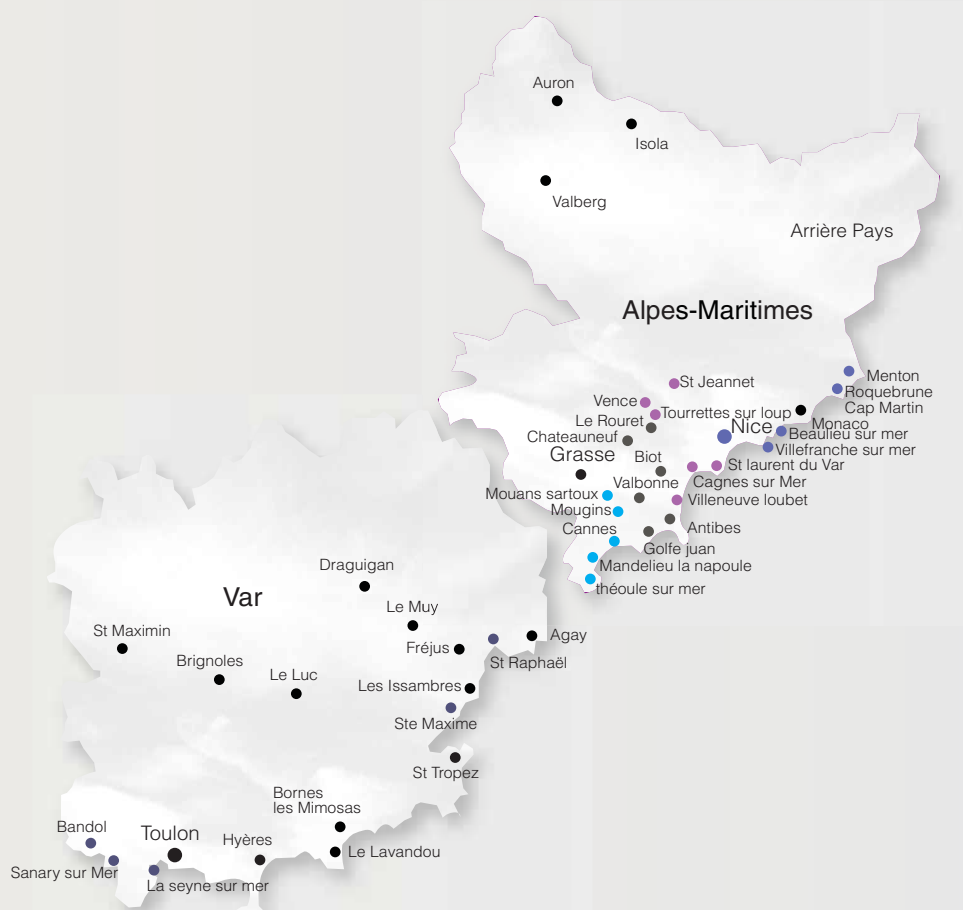 Auron
Isola
Valberg
Arrière Pays
Alpes-Maritimes
Menton
St Jeannet
Roquebrune
Cap Martin
Vence
Tourrettes sur loup
Monaco
Le Rouret
Nice
Beaulieu sur mer
Chateauneuf
Villefranche sur mer
Grasse
Biot
St laurent du Var
Cagnes sur Mer
Valbonne
Mouans sartoux
Villeneuve loubet
Mougins
Cannes
Antibes
Golfe juan
Mandelieu la napoule
théoule sur mer
Draguigan
Var
Le Muy
St Maximin
Agay
Fréjus
St Raphaël
Brignoles
Le Luc
Les Issambres
Ste Maxime
St Tropez
Bornes
les Mimosas
Bandol
Toulon
Hyères
Le Lavandou
Sanary sur Mer
La seyne sur mer